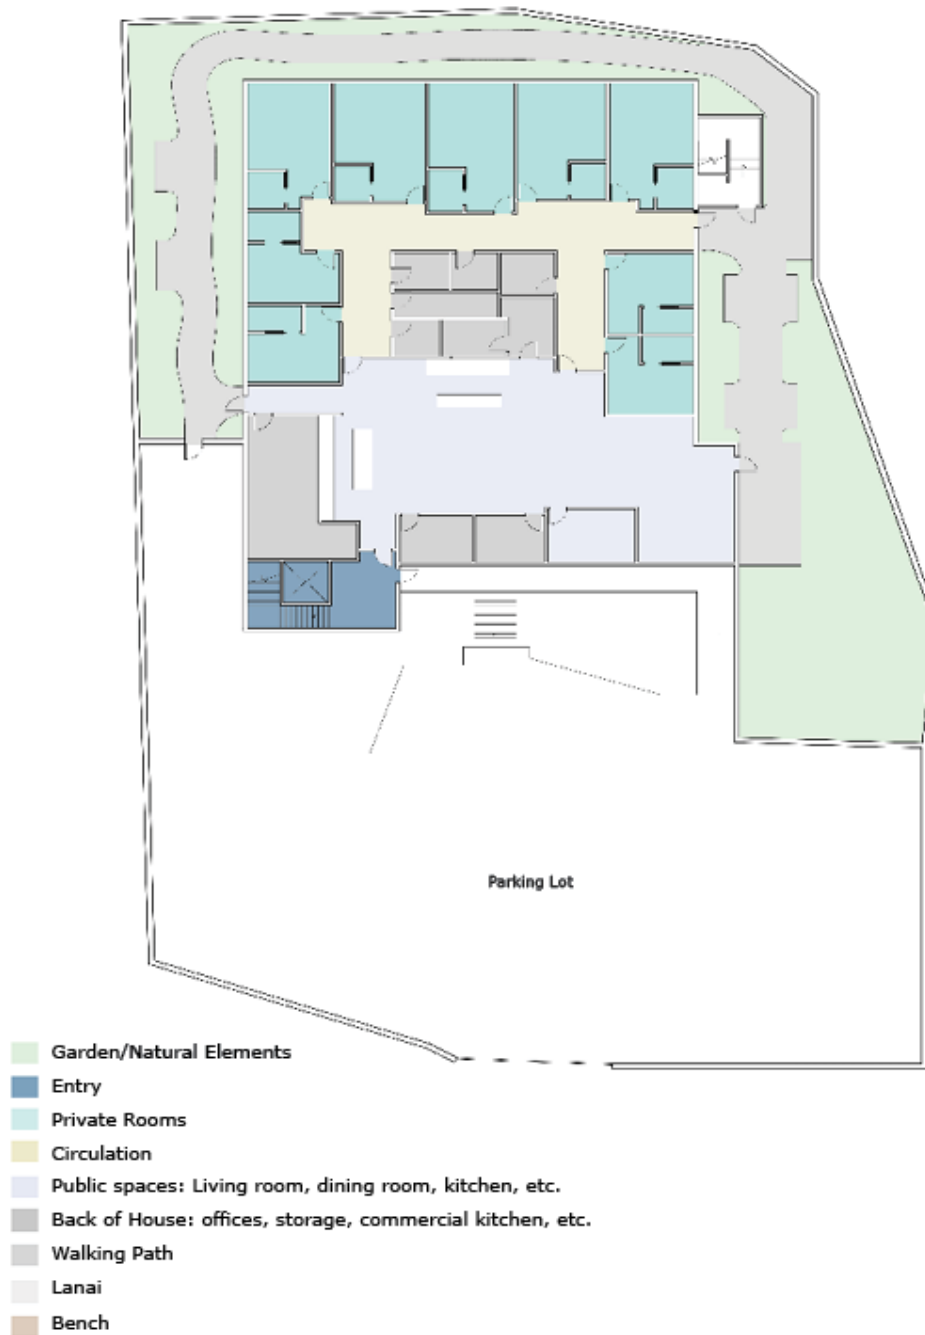 Parking Lot
Garden/Natural Elements
Entry
Private Rooms
Circulation
Public spaces: Living room, dining room, kitchen, etc.
Back of House: offices, storage, commercial kitchen, etc.
Walking Path
Lanai
Bench